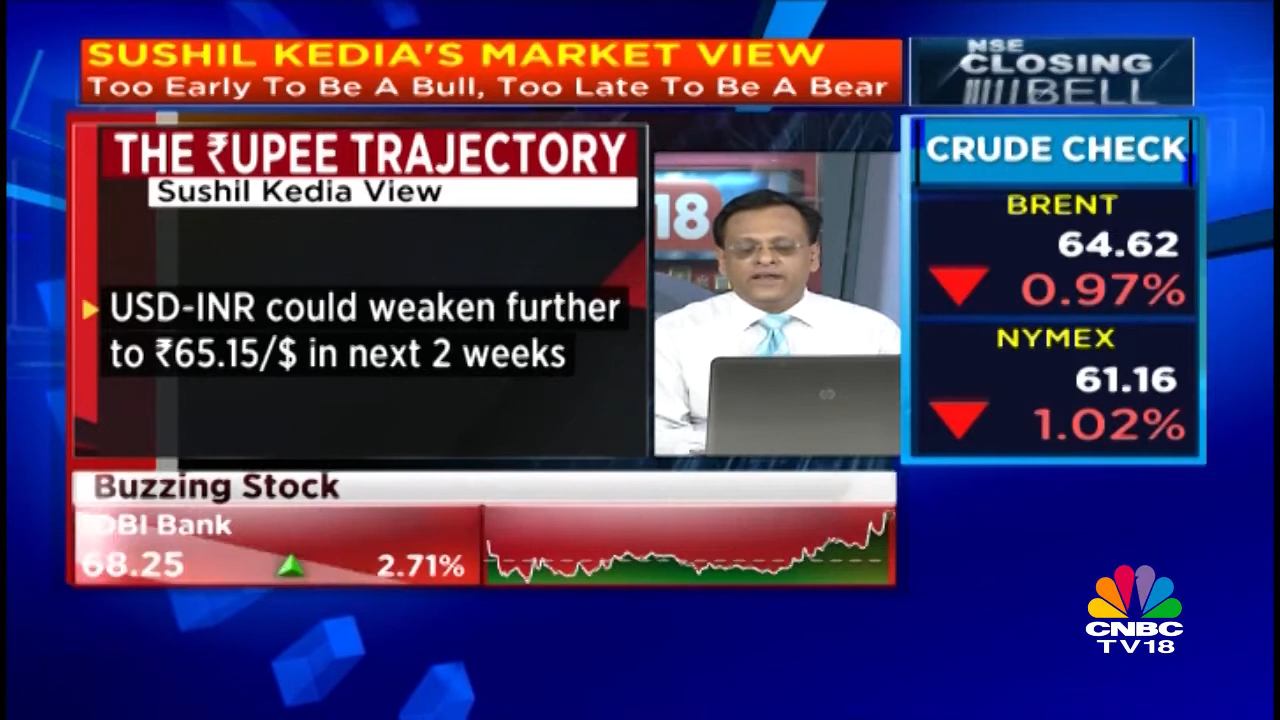 SUSHIL KEDIA'S MARKET VIEW
Too Early To Be A Bull, Too Late To Be A Bear
NSE
CLOSING
BELL
THE ₹UPEE TRAJECTORY
Sushil Kedia View
USD-INR could weaken further
to ₹65.15/$ in next 2 weeks
18
hp
CRUDE CHECK
BRENT
64.62
0.97%
NYMEX
61.16
1.02%
Buzzing Stock
IDBI Bank
68.25 2.71%
CNBC
TV18